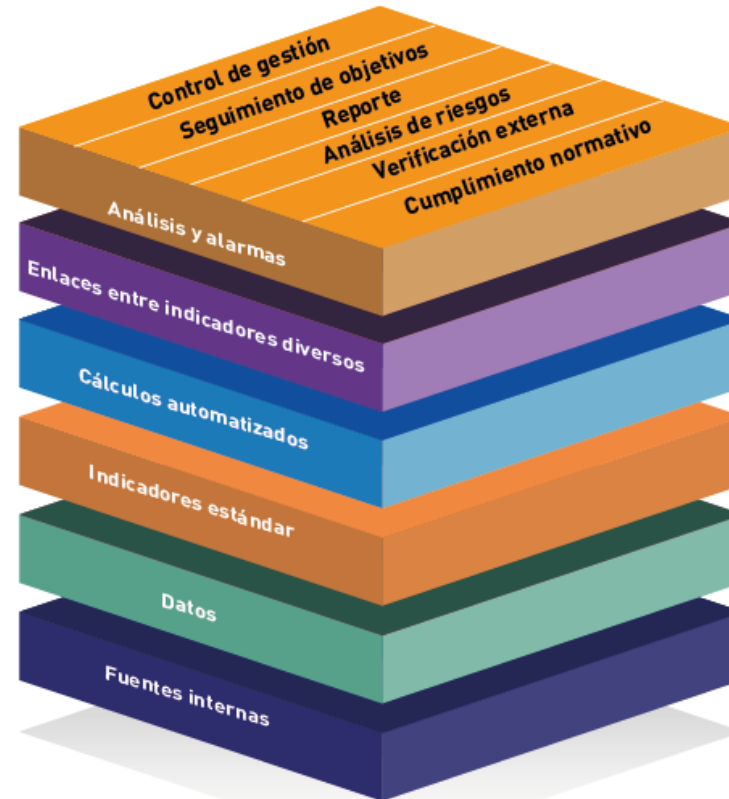 Control de gestión
Seguimiento de objetivos
Reporte
Análisis de riesgos
Verificación externa
Cumplimiento normativo
Análisis y alarmas
Enlaces entre indicadores diversos
Cálculos automatizados
Indicadores estándar
Datos
Fuentes internas